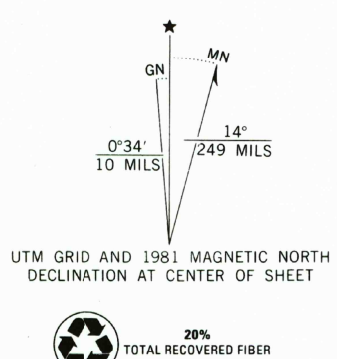 GN
MN
0°34'
10 MILS
14°
249 MILS
UTM GRID AND 1981 MAGNETIC NORTH
DECLINATION AT CENTER OF SHEET
20%
TOTAL RECOVERED FIBER